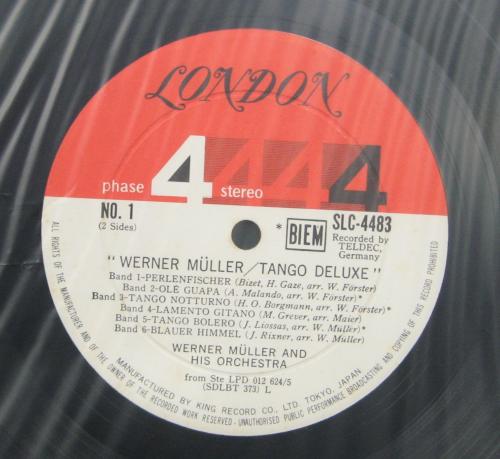 LONDON
phase 4 stereo 4 4 4
NO. 1
(2 Sides)
* BIEM
SLC-4483
Recorded by
TELDEC,
Germany
"WERNER MÜLLER/TANGO DELUXE"
Band 1-PERLENFISCHER (Bizet, H. Gaze, arr. W. Förster)
Band 2-OLÉ GUAPA (A. Malando, arr. W. Förster)*
Band 3-TANGO NOTTURNO (H. O. Borgmann, arr. W. Förster)*
Band 4-LAMENTO GITANO (M. Grever, arr. Maier)
Band 5-TANGO BOLERO (J. Llossas, arr. W. Müller)*
Band 6-BLAUER HIMMEL (J. Rixner, arr. W. Müller)
WERNER MÜLLER AND
HIS ORCHESTRA
from Ste LPD 012 624/5
(SDLBT 373) L
MANUFACTURED BY KING RECORD CO., LTD. TOKYO, JAPAN
ALL RIGHTS OF THE MANUFACTURER AND OF THE OWNER OF THE RECORDED WORK RESERVED-UNAUTHORISED PUBLIC PERFORMANCE BROADCASTING AND COPYING OF THIS RECORD PROHIBITED